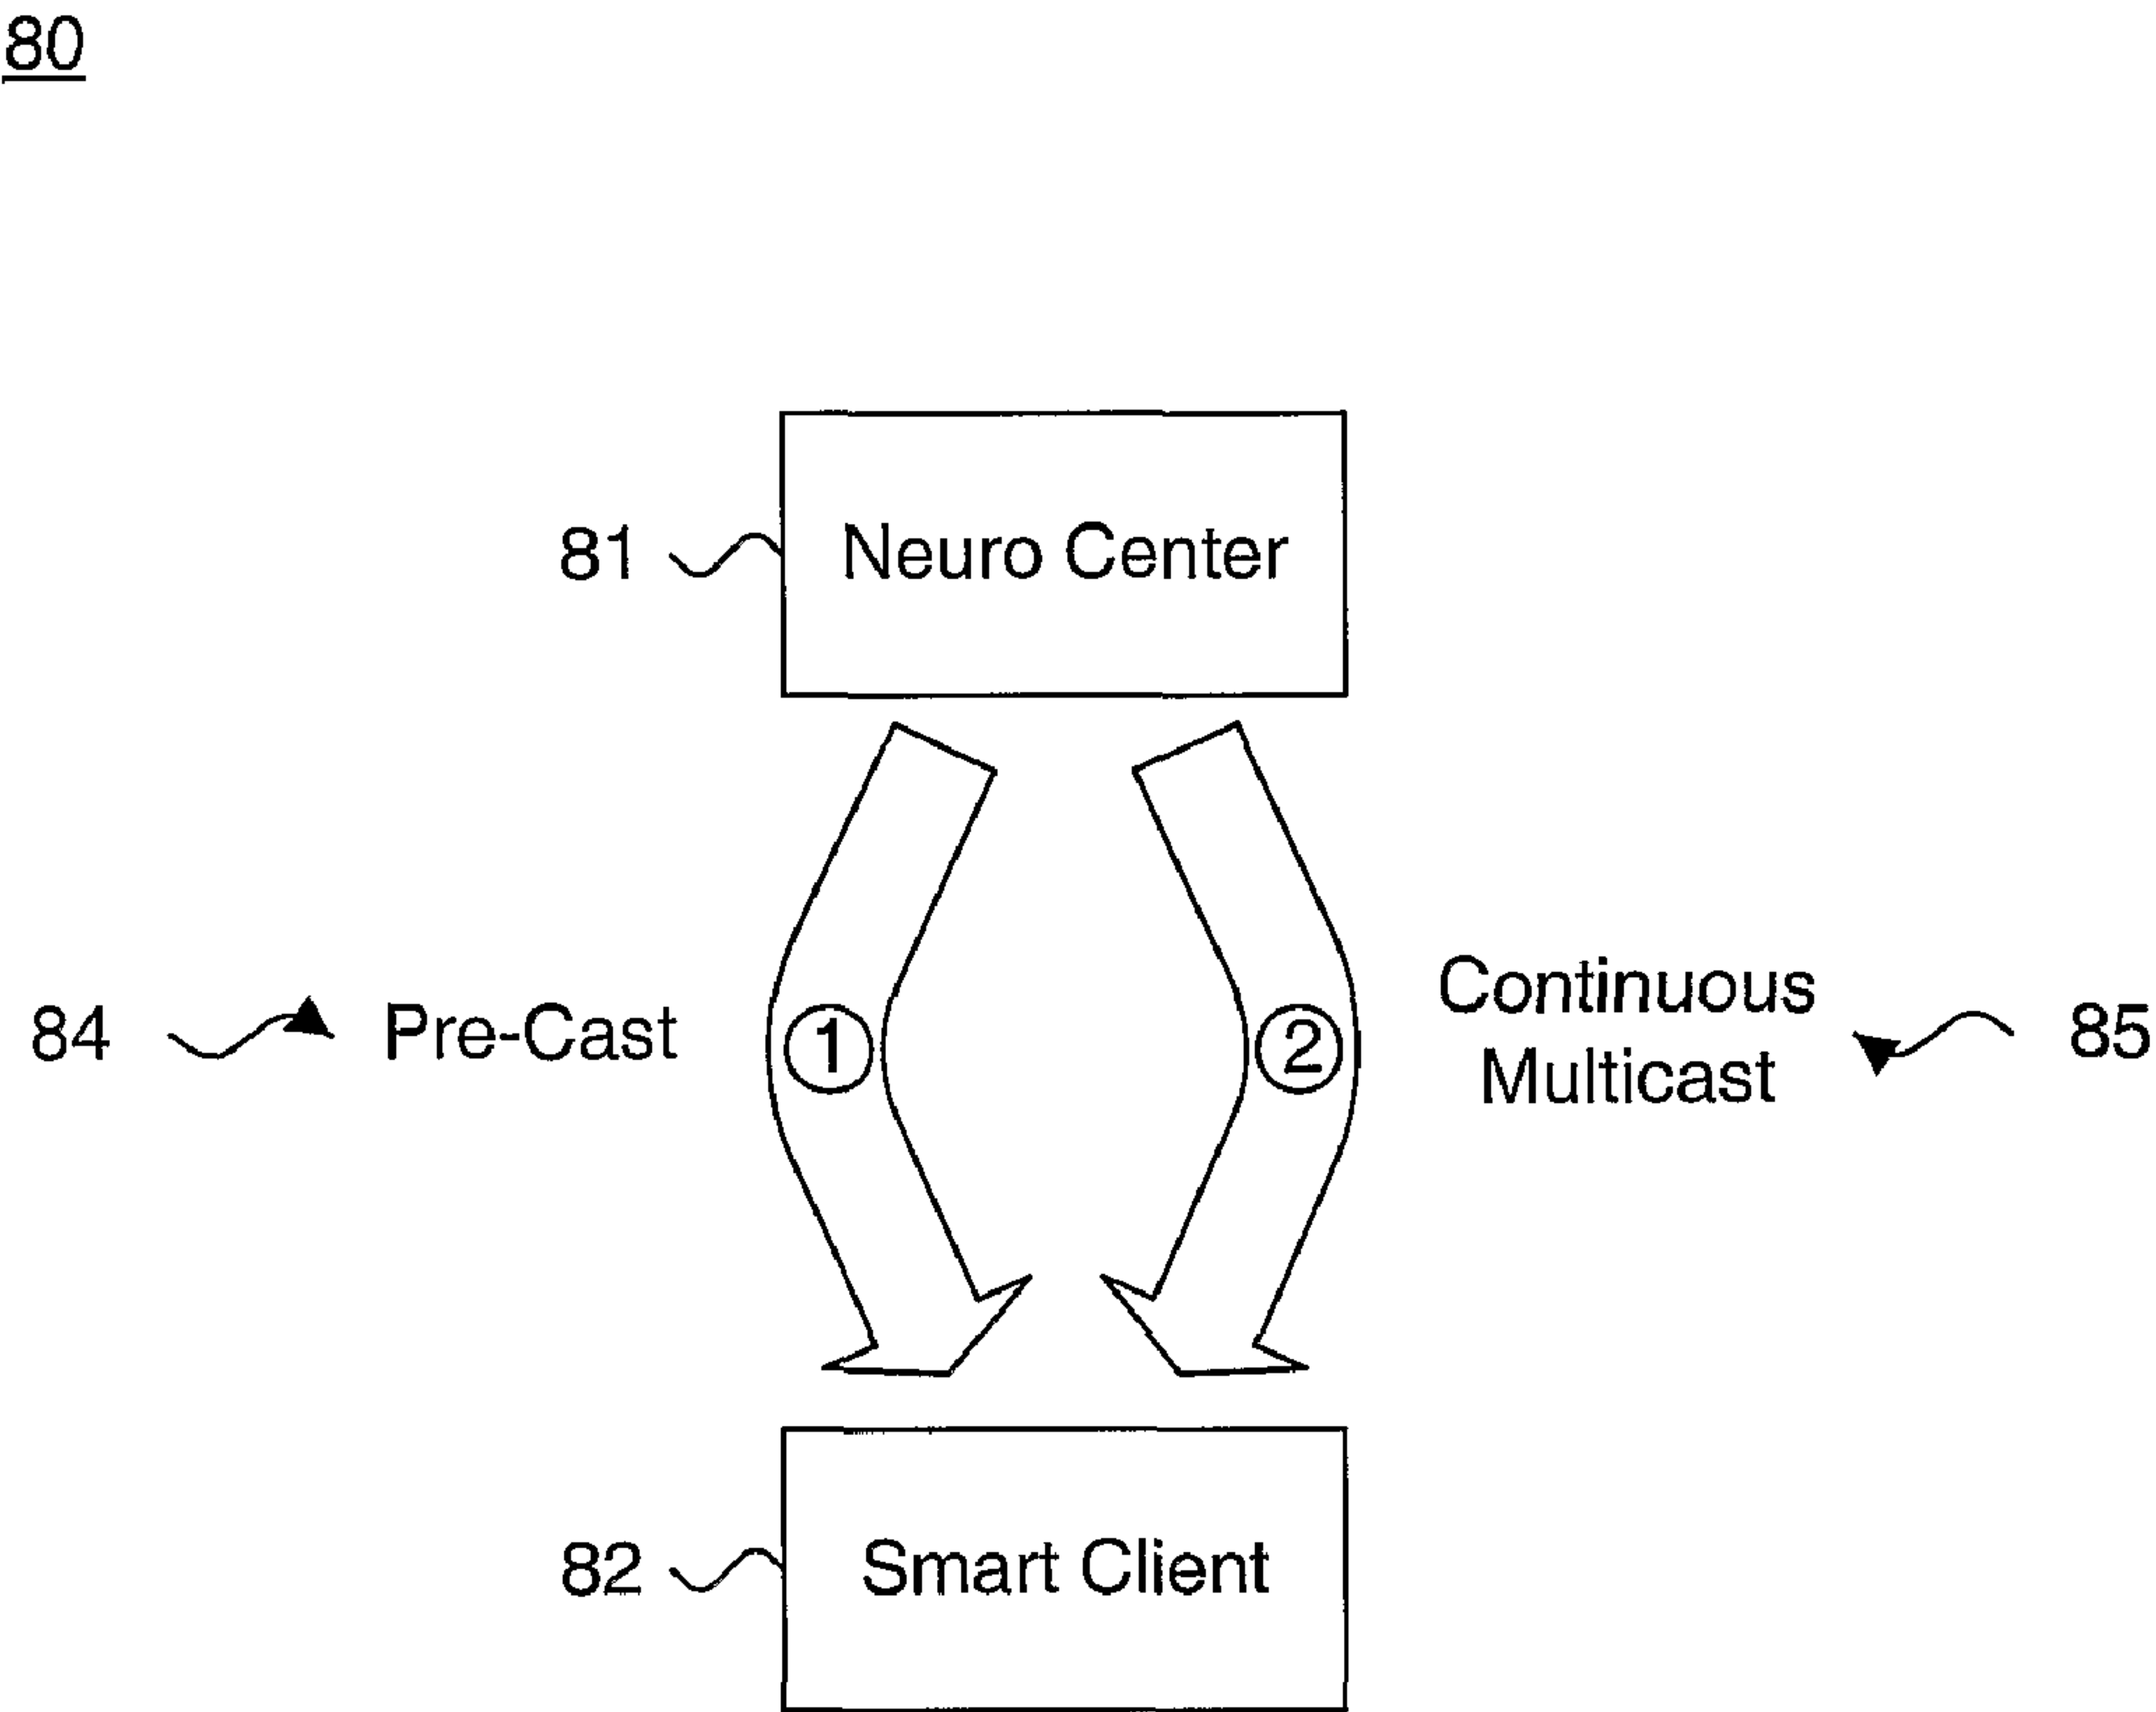 80
81
Neuro Center
84
Pre-Cast
1
2
Continuous
Multicast
85
82
Smart Client